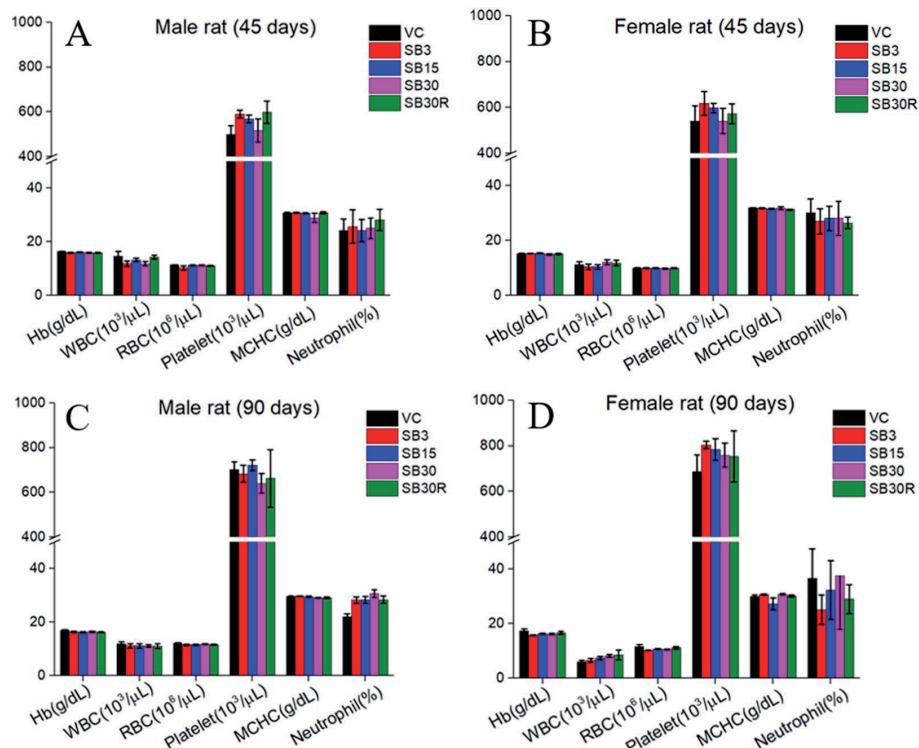 A
Male rat (45 days)
VC
SB3
SB15
SB30
SB30R
1000
800
600
400
40
20
0
Hb(g/dL)
WBC(10³/μL)
RBC(10⁶/μL)
Platelet(10³/μL)
MCHC(g/dL)
Neutrophil(%)
B
Female rat (45 days)
VC
SB3
SB15
SB30
SB30R
1000
800
600
400
40
20
0
Hb(g/dL)
WBC(10³/μL)
RBC(10⁶/μL)
Platelet(10³/μL)
MCHC(g/dL)
Neutrophil(%)
C
Male rat (90 days)
VC
SB3
SB15
SB30
SB30R
1000
800
600
400
40
20
0
Hb(g/dL)
WBC(10³/μL)
RBC(10⁶/μL)
Platelet(10³/μL)
MCHC(g/dL)
Neutrophil(%)
D
Female rat (90 days)
VC
SB3
SB15
SB30
SB30R
1000
800
600
400
40
20
0
Hb(g/dL)
WBC(10³/μL)
RBC(10⁶/μL)
Platelet(10³/μL)
MCHC(g/dL)
Neutrophil(%)